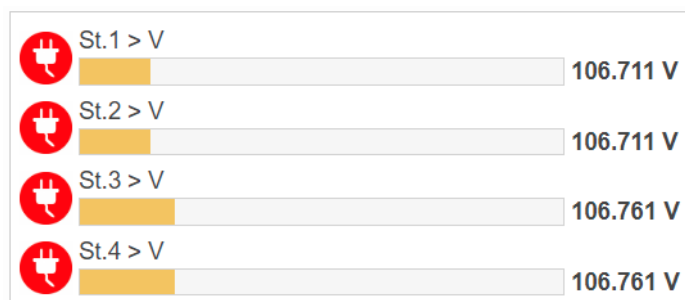 St.1 > V
106.711 V
St.2 > V
106.711 V
St.3 > V
106.761 V
St.4 > V
106.761 V